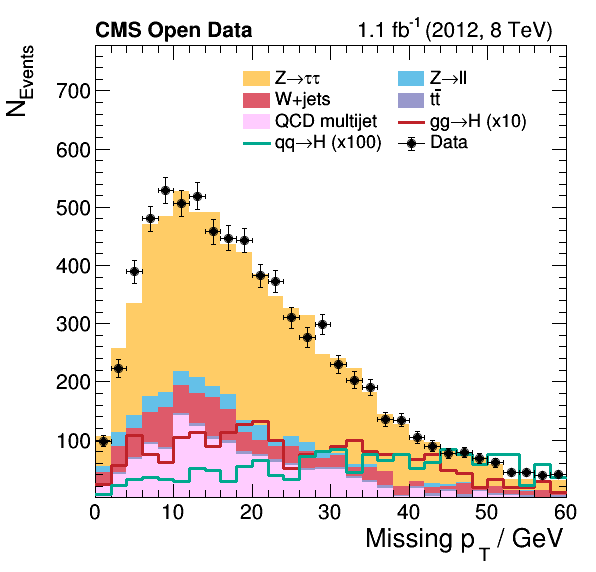 CMS Open Data 1.1 fb⁻¹ (2012, 8 TeV)
N_Events
700
600
500
400
300
200
100
Z→ττ Z→ll
W+jets tt̄
QCD multijet gg→H (x10)
qq→H (x100) Data
0 10 20 30 40 50 60
Missing p_T / GeV